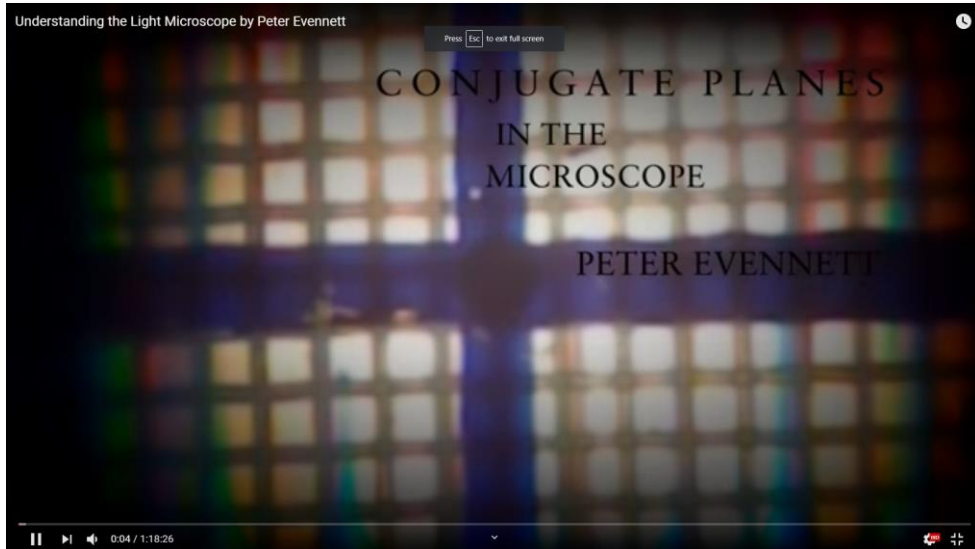 Understanding the Light Microscope by Peter Evennett
Press Esc to exit full screen
CONJUGATE PLANES
IN THE
MICROSCOPE
PETER EVENNETT
0:04 / 1:18:26
HD